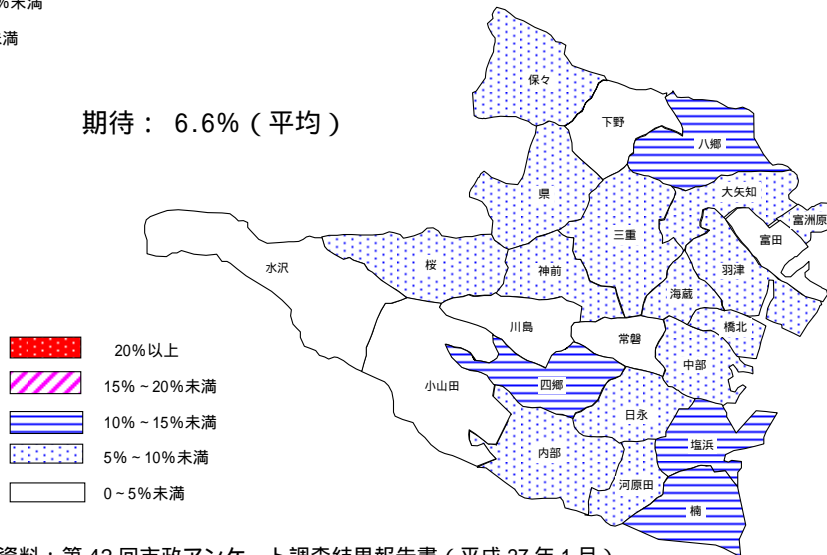 %未満
未満
期待： 6.6%（平均）
保々
下野
八郷
県
大矢知
富洲原
富田
三重
水沢
桜
神前
羽津
海蔵
川島
常磐
橋北
中部
小山田
四郷
日永
塩浜
内部
河原田
楠
20%以上
15%～20%未満
10%～15%未満
5%～10%未満
0～5%未満
資料：第42回市政アンケート調査結果報告書（平成27年1月）